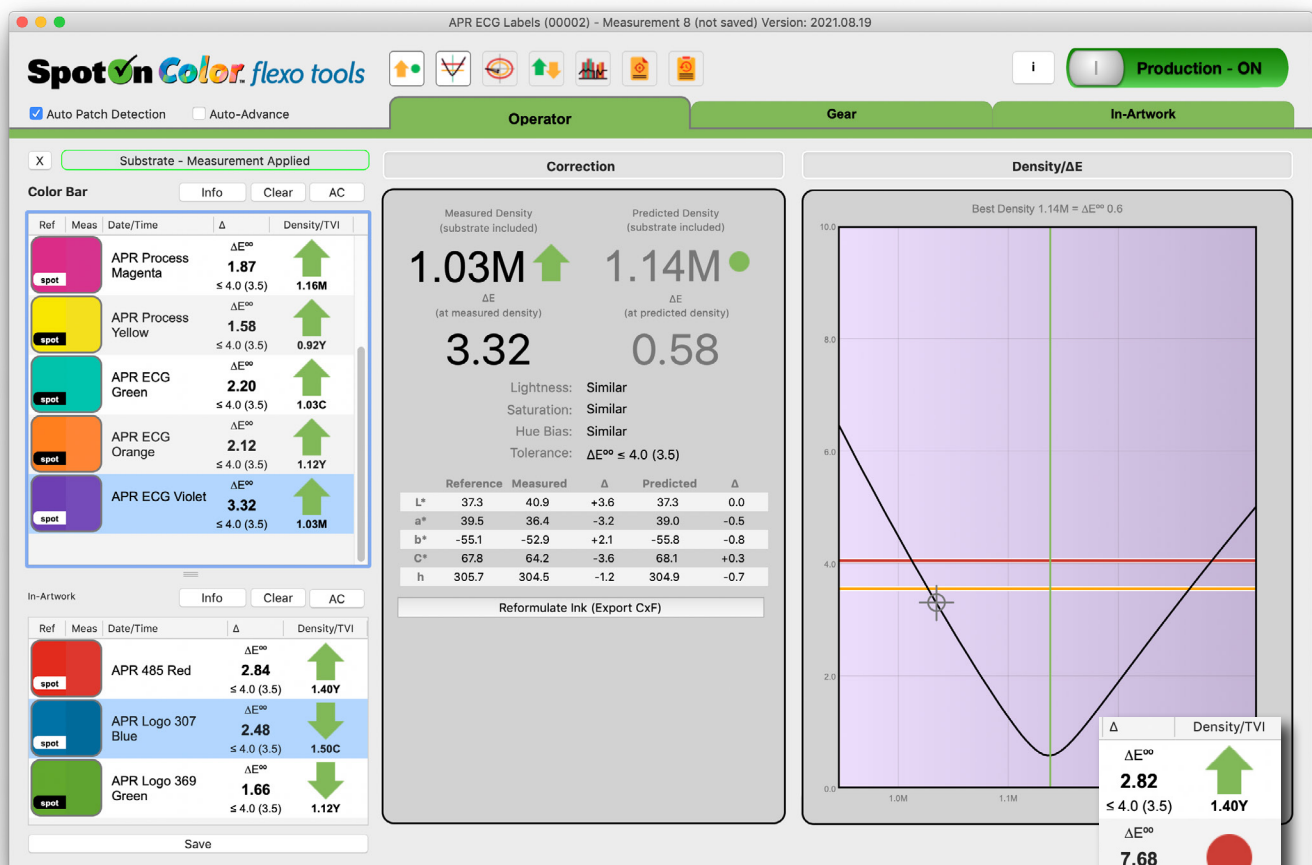 APR ECG Labels (00002) - Measurement 8 (not saved) Version: 2021.08.19
SpotOn Color. flexo tools
i
Production - ON
Auto Patch Detection
Auto-Advance
Operator
Gear
In-Artwork
X
Substrate - Measurement Applied
Color Bar
Info
Clear
AC
Ref Meas Date/Time Δ Density/TVI
spot
APR Process
Magenta
ΔE⁰⁰
1.87
≤ 4.0 (3.5)
1.16M
spot
APR Process
Yellow
ΔE⁰⁰
1.58
≤ 4.0 (3.5)
0.92Y
spot
APR ECG
Green
ΔE⁰⁰
2.20
≤ 4.0 (3.5)
1.03C
spot
APR ECG
Orange
ΔE⁰⁰
2.12
≤ 4.0 (3.5)
1.12Y
spot
APR ECG Violet
ΔE⁰⁰
3.32
≤ 4.0 (3.5)
1.03M
In-Artwork
Info
Clear
AC
Ref Meas Date/Time Δ Density/TVI
spot
APR 485 Red
ΔE⁰⁰
2.84
≤ 4.0 (3.5)
1.40Y
spot
APR Logo 307
Blue
ΔE⁰⁰
2.48
≤ 4.0 (3.5)
1.50C
spot
APR Logo 369
Green
ΔE⁰⁰
1.66
≤ 4.0 (3.5)
1.12Y
Save
Correction
Measured Density
(substrate included)
Predicted Density
(substrate included)
1.03M
1.14M
ΔE
(at measured density)
ΔE
(at predicted density)
3.32
0.58
Lightness: Similar
Saturation: Similar
Hue Bias: Similar
Tolerance: ΔE⁰⁰ ≤ 4.0 (3.5)
Reference Measured Δ Predicted Δ
L* 37.3 40.9 +3.6 37.3 0.0
a* 39.5 36.4 -3.2 39.0 -0.5
b* -55.1 -52.9 +2.1 -55.8 -0.8
C* 67.8 64.2 -3.6 68.1 +0.3
h 305.7 304.5 -1.2 304.9 -0.7
Reformulate Ink (Export CxF)
Density/ΔE
Best Density 1.14M = ΔE⁰⁰ 0.6
10.0
8.0
6.0
4.0
2.0
0.0
1.0M
1.1M
Δ Density/TVI
ΔE⁰⁰
2.82
≤ 4.0 (3.5)
1.40Y
ΔE⁰⁰
7.68